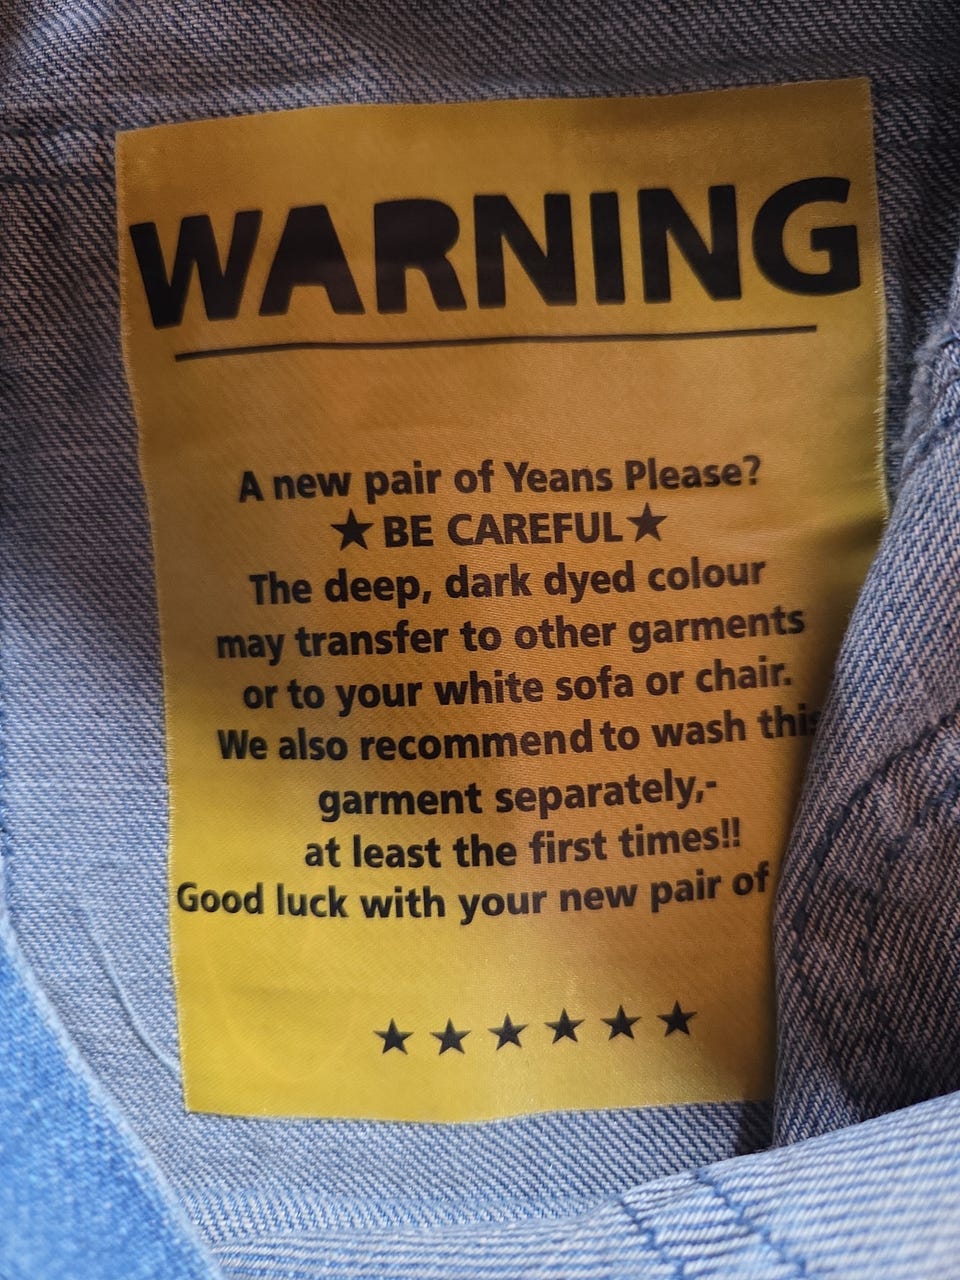 WARNING
A new pair of Yeans Please?
★ BE CAREFUL ★
The deep, dark dyed colour
may transfer to other garments
or to your white sofa or chair.
We also recommend to wash this
garment separately,-
at least the first times!!
Good luck with your new pair of
★ ★ ★ ★ ★ ★